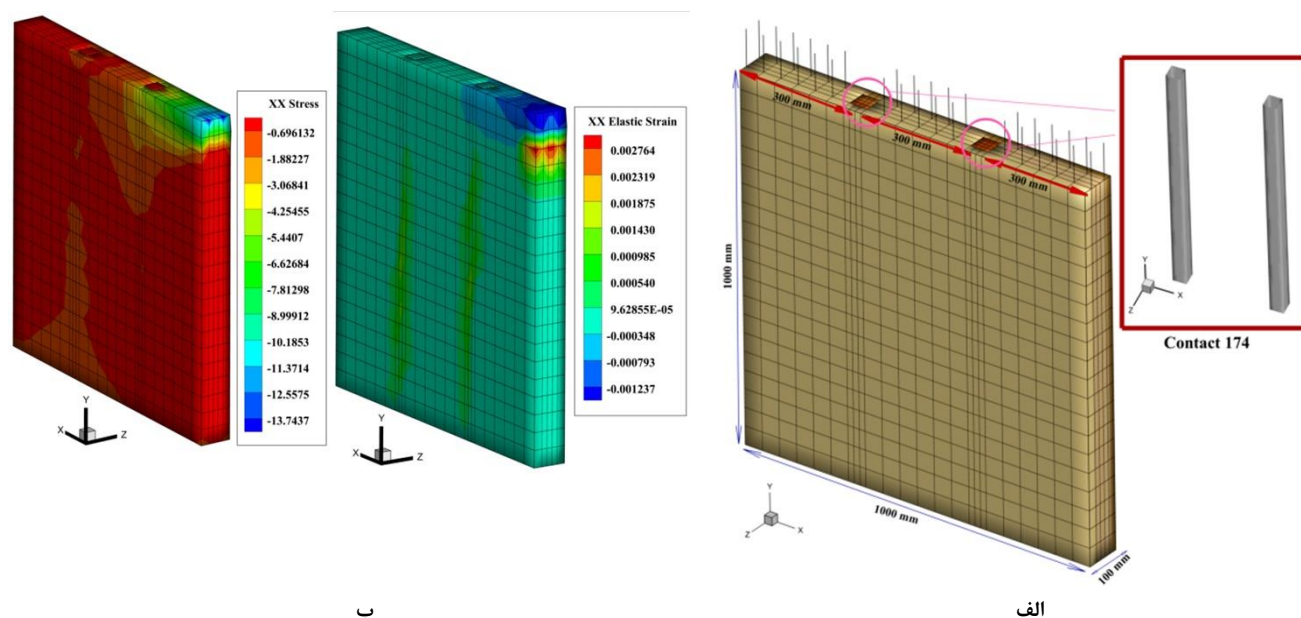 XX Stress
-0.696132
-1.88227
-3.06841
-4.25455
-5.4407
-6.62684
-7.81298
-8.99912
-10.1853
-11.3714
-12.5575
-13.7437
Y
X
Z
XX Elastic Strain
0.002764
0.002319
0.001875
0.001430
0.000985
0.000540
9.62855E-05
-0.000348
-0.000793
-0.001237
Y
X
Z
300 mm
300 mm
300 mm
1000 mm
1000 mm
100 mm
Y
Z
X
Y
Z
X
Contact 174
الف
ب